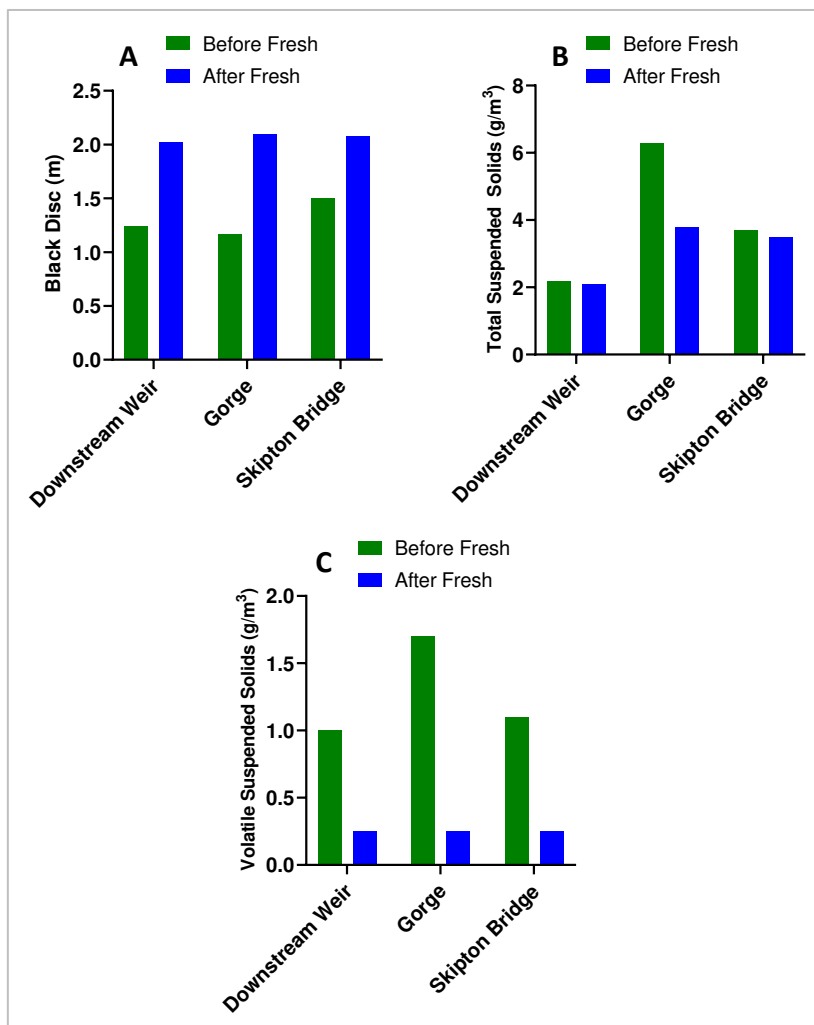 A
Before Fresh
After Fresh
Black Disc (m)
2.5
2.0
1.5
1.0
0.5
0.0
Downstream Weir
Gorge
Skipton Bridge
B
Before Fresh
After Fresh
Total Suspended Solids (g/m³)
8
6
4
2
0
Downstream Weir
Gorge
Skipton Bridge
C
Before Fresh
After Fresh
Volatile Suspended Solids (g/m³)
2.0
1.5
1.0
0.5
0.0
Downstream Weir
Gorge
Skipton Bridge